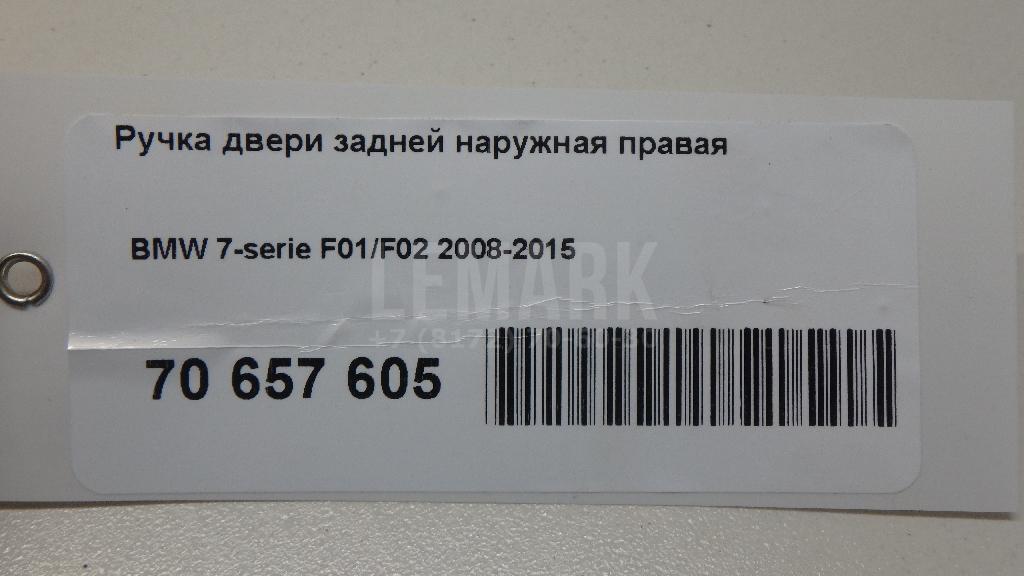 Ручка двери задней наружная правая
BMW 7-serie F01/F02 2008-2015
LEMARK
70 657 605